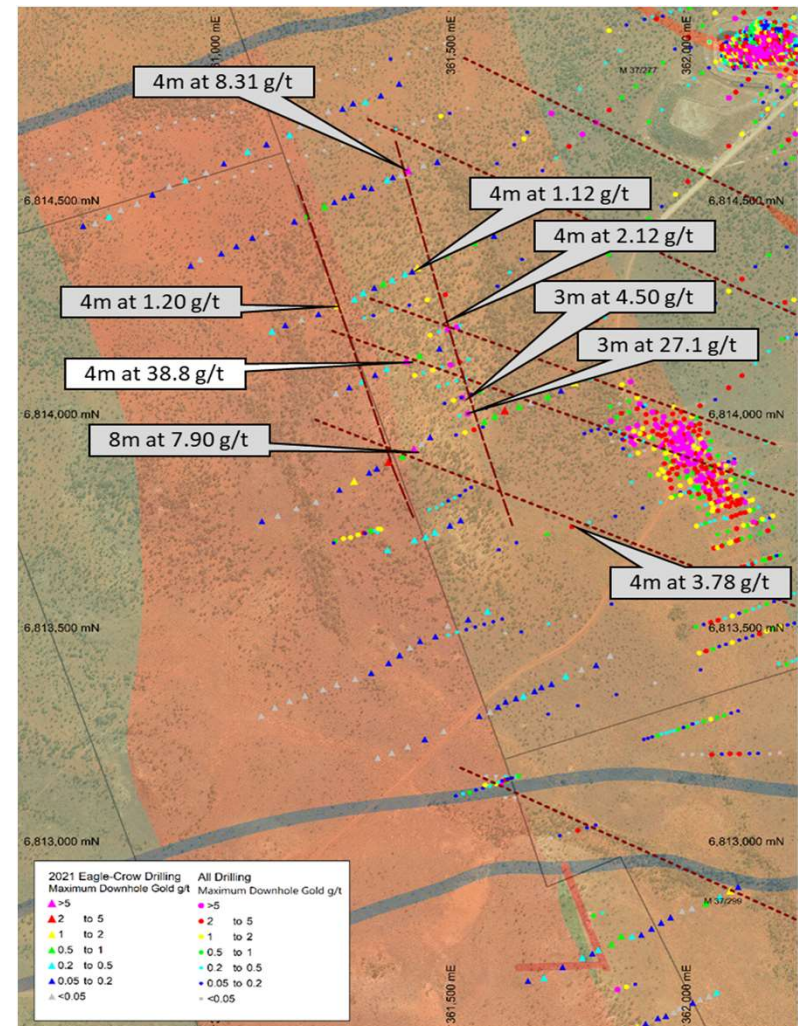 361,000 mE
361,500 mE
362,000 mE
M 37/277
4m at 8.31 g/t
6,814,500 mN
6,814,500 mN
4m at 1.12 g/t
4m at 2.12 g/t
4m at 1.20 g/t
3m at 4.50 g/t
3m at 27.1 g/t
4m at 38.8 g/t
6,814,000 mN
6,814,000 mN
8m at 7.90 g/t
4m at 3.78 g/t
6,813,500 mN
6,813,500 mN
6,813,000 mN
6,813,000 mN
2021 Eagle-Crow Drilling
Maximum Downhole Gold g/t
>5
2 to 5
1 to 2
0.5 to 1
0.2 to 0.5
0.05 to 0.2
<0.05
All Drilling
Maximum Downhole Gold g/t
>5
2 to 5
1 to 2
0.5 to 1
0.2 to 0.5
0.05 to 0.2
<0.05
M 37/299
361,500 mE
362,000 mE